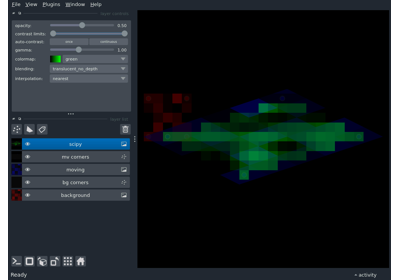 File View Plugins Window Help
layer controls
opacity: 0.50
contrast limits:
auto-contrast: once continuous
gamma: 1.00
colormap: green
blending: translucent_no_depth
interpolation: nearest
layer list
scipy
mv corners
moving
bg corners
background
Ready
activity